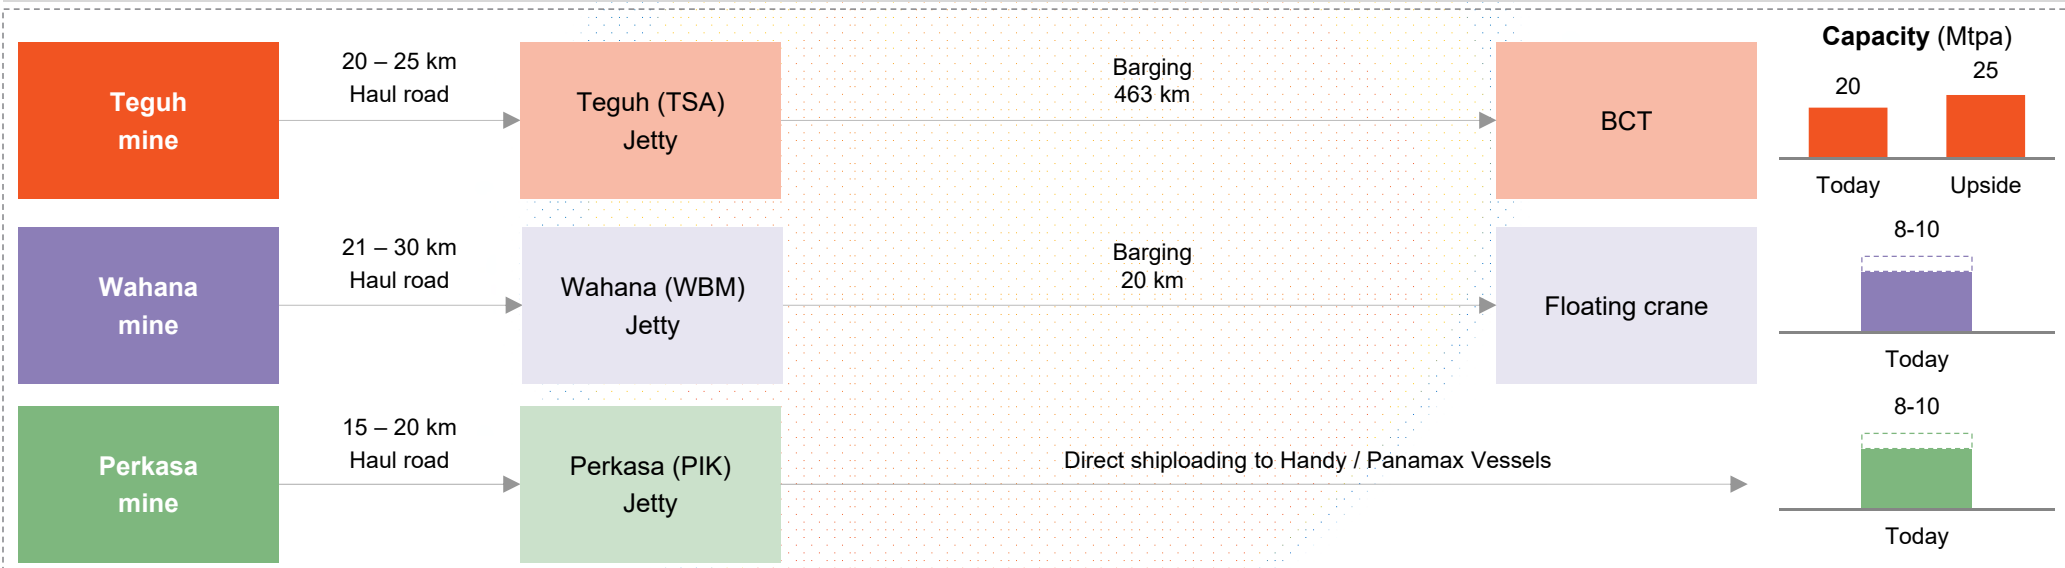 Capacity (Mtpa)
Teguh
mine
20 – 25 km
Haul road
Teguh (TSA)
Jetty
Barging
463 km
BCT
20
25
Today
Upside
Wahana
mine
21 – 30 km
Haul road
Wahana (WBM)
Jetty
Barging
20 km
Floating crane
8-10
Today
Perkasa
mine
15 – 20 km
Haul road
Perkasa (PIK)
Jetty
Direct shiploading to Handy / Panamax Vessels
8-10
Today